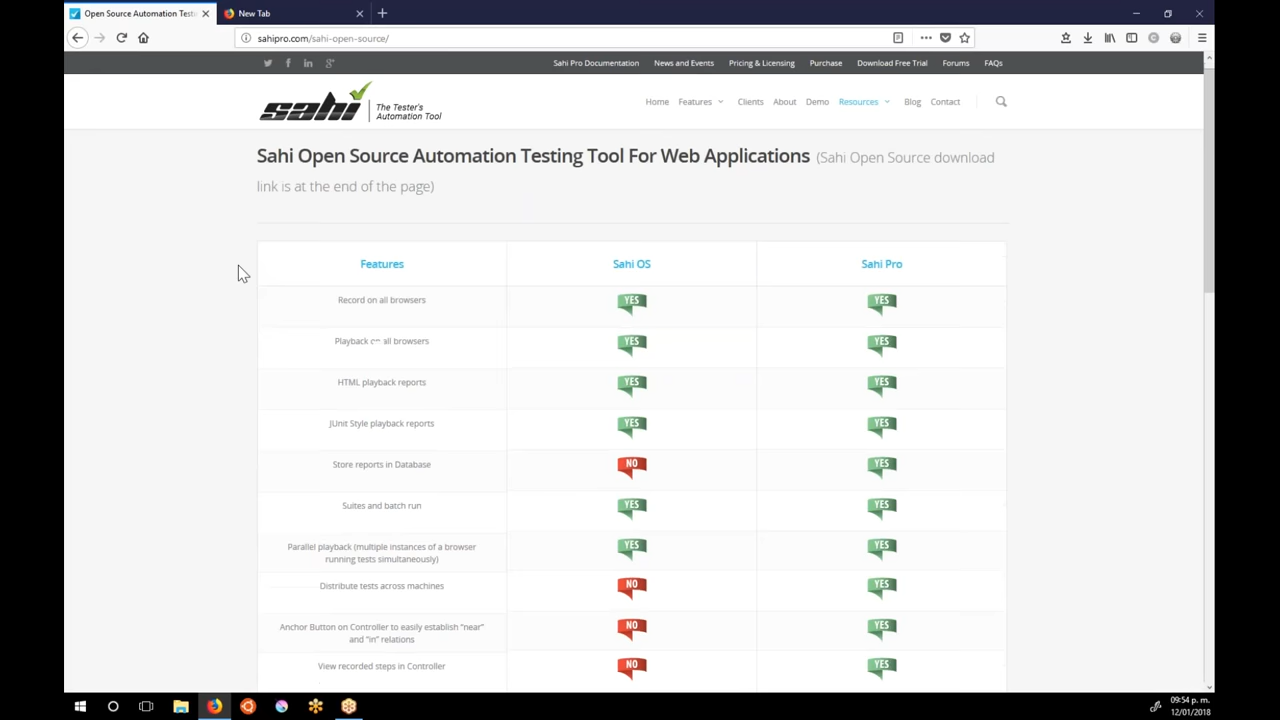 Open Source Automation Testi
New Tab
sahipro.com/sahi-open-source/
Sahi Pro Documentation News and Events Pricing & Licensing Purchase Download Free Trial Forums FAQs
sahi The Tester's
Automation Tool
Home Features Clients About Demo Resources Blog Contact
Sahi Open Source Automation Testing Tool For Web Applications (Sahi Open Source download
link is at the end of the page)
Features Sahi OS Sahi Pro
Record on all browsers YES YES
Playback on all browsers YES YES
HTML playback reports YES YES
JUnit Style playback reports YES YES
Store reports in Database NO YES
Suites and batch run YES YES
Parallel playback (multiple instances of a browser
running tests simultaneously) YES YES
Distribute tests across machines NO YES
Anchor Button on Controller to easily establish “near”
and “in” relations NO YES
View recorded steps in Controller NO YES
09:54 p. m.
12/01/2018